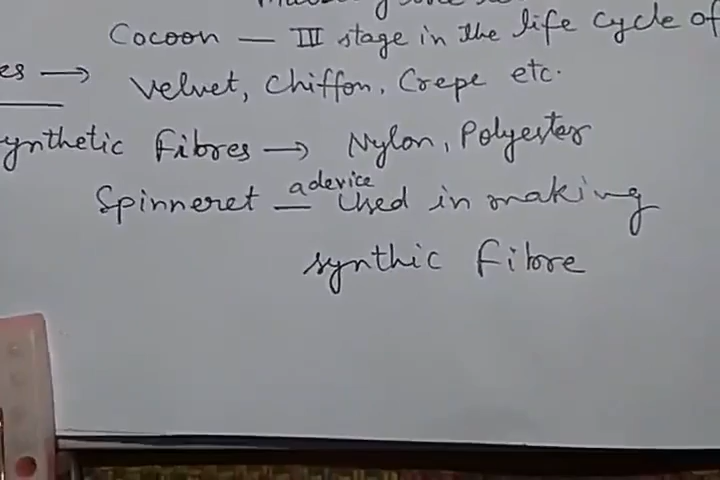 Cocoon — III stage in the life cycle of
es → Velvet, Chiffon, Crepe etc.
ynthetic Fibres → Nylon, Polyester
Spinneret — a device Used in making
synthic Fibre